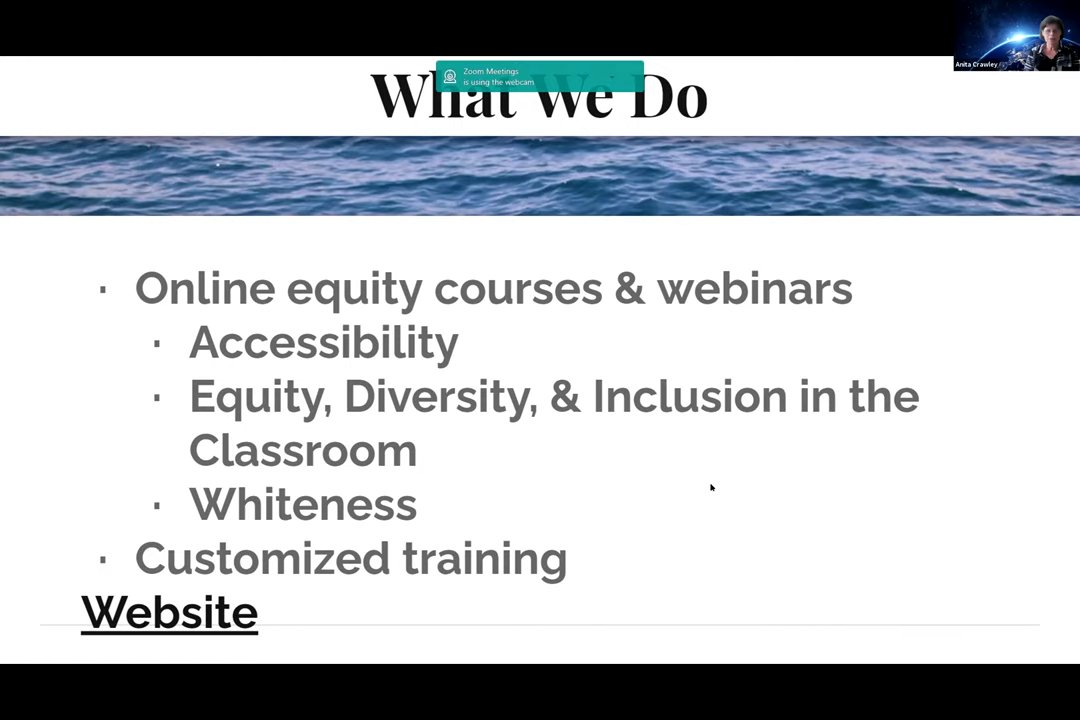 Anita Crawley
Zoom Meetings
is using the webcam
What We Do
· Online equity courses & webinars
· Accessibility
· Equity, Diversity, & Inclusion in the
Classroom
· Whiteness
· Customized training
Website